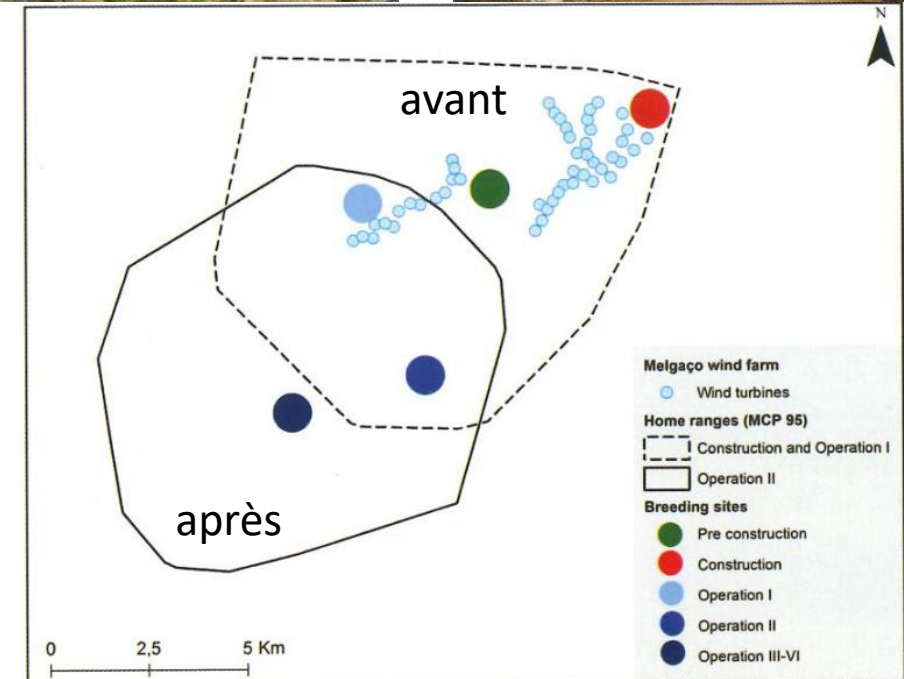 N
avant
après
Melgaço wind farm
Wind turbines
Home ranges (MCP 95)
Construction and Operation I
Operation II
Breeding sites
Pre construction
Construction
Operation I
Operation II
Operation III-VI
0 2,5 5 Km